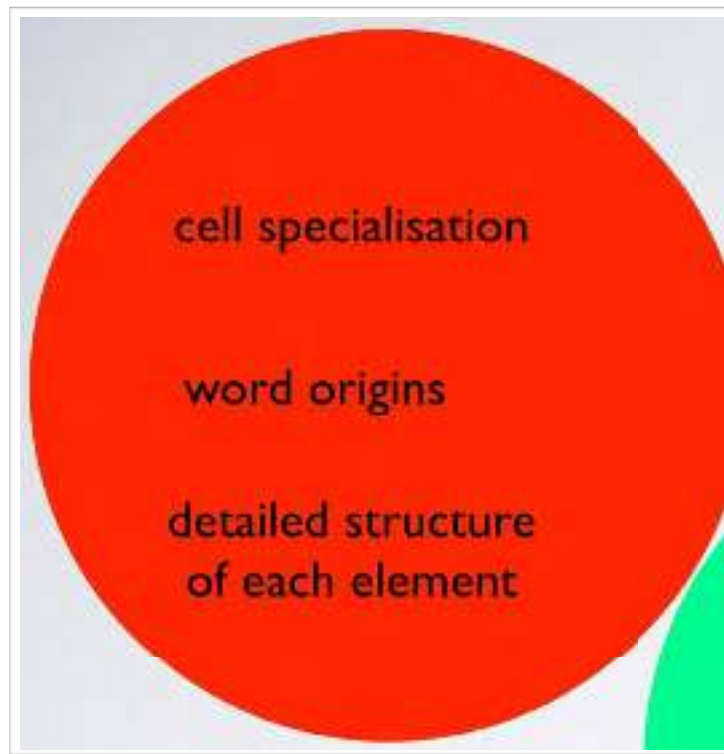 cell specialisation
word origins
detailed structure
of each element